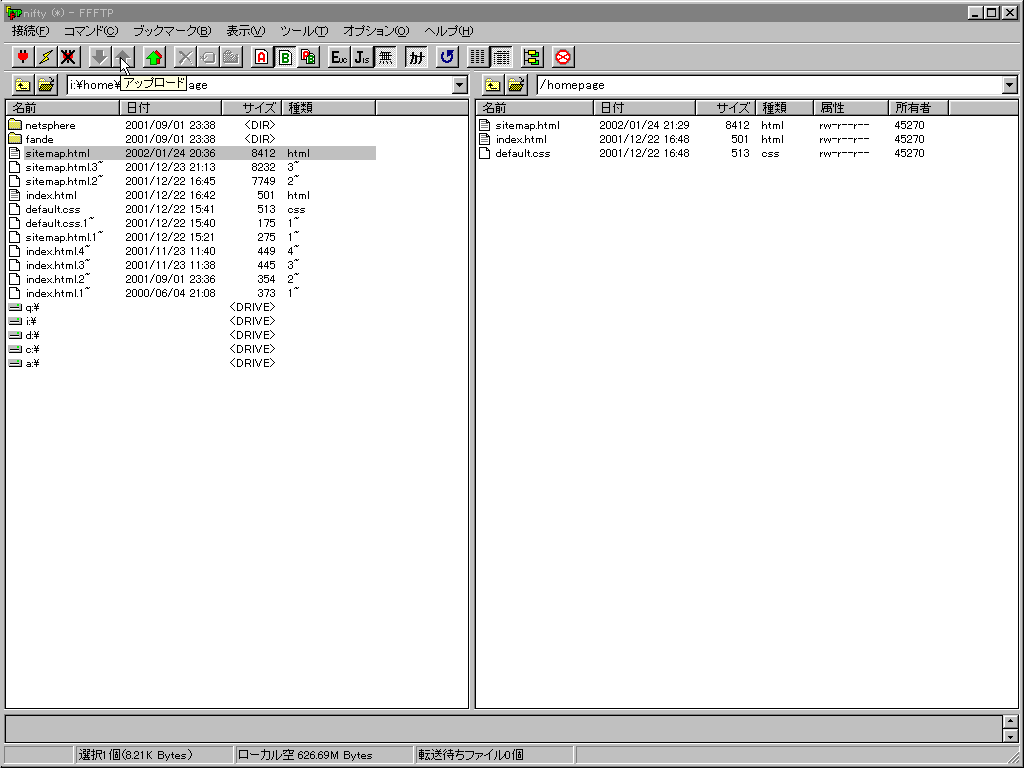 nifty (*) - FFFTP
接続(F) コマンド(C) ブックマーク(B) 表示(V) ツール(T) オプション(O) ヘルプ(H)
A B AB EUC JIS 無 ｶﾅ
i:¥home¥ age /homepage
アップロード
名前 日付 サイズ 種類 名前 日付 サイズ 種類 属性 所有者
netsphere 2001/09/01 23:38 <DIR> sitemap.html 2002/01/24 21:29 8412 html rw-r--r-- 45270
fande 2001/09/01 23:38 <DIR> index.html 2001/12/22 16:48 501 html rw-r--r-- 45270
sitemap.html 2002/01/24 20:36 8412 html default.css 2001/12/22 16:48 513 css rw-r--r-- 45270
sitemap.html.3~ 2001/12/23 21:13 8232 3~
sitemap.html.2~ 2001/12/22 16:45 7749 2~
index.html 2001/12/22 16:42 501 html
default.css 2001/12/22 15:41 513 css
default.css.1~ 2001/12/22 15:40 175 1~
sitemap.html.1~ 2001/12/22 15:21 275 1~
index.html.4~ 2001/11/23 11:40 449 4~
index.html.3~ 2001/11/23 11:38 445 3~
index.html.2~ 2001/09/01 23:36 354 2~
index.html.1~ 2000/06/04 21:08 373 1~
q:¥ <DRIVE>
i:¥ <DRIVE>
d:¥ <DRIVE>
c:¥ <DRIVE>
a:¥ <DRIVE>
選択1個(8.21K Bytes) ローカル空 626.69M Bytes 転送待ちファイル0個